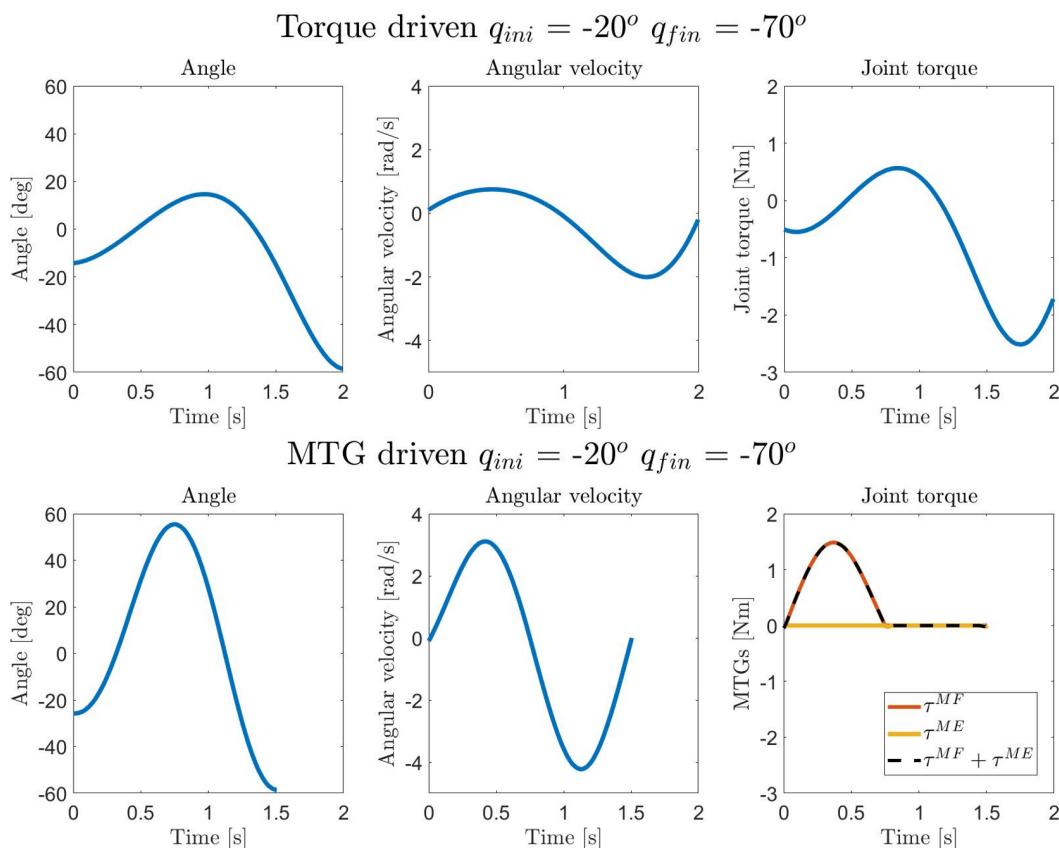 Torque driven q_ini = -20° q_fin = -70°
Angle Angular velocity Joint torque
60
40
20
0
-20
-40
-60
Angle [deg]
0 0.5 1 1.5 2
Time [s]
4
2
0
-2
-4
Angular velocity [rad/s]
0 1 2
Time [s]
2
1
0
-1
-2
-3
Joint torque [Nm]
0 0.5 1 1.5 2
Time [s]
MTG driven q_ini = -20° q_fin = -70°
Angle Angular velocity Joint torque
60
40
20
0
-20
-40
-60
Angle [deg]
0 0.5 1 1.5 2
Time [s]
4
2
0
-2
-4
Angular velocity [rad/s]
0 1 2
Time [s]
2
1
0
-1
-2
-3
MTGs [Nm]
τ^MF
τ^ME
τ^MF + τ^ME
0 0.5 1 1.5 2
Time [s]